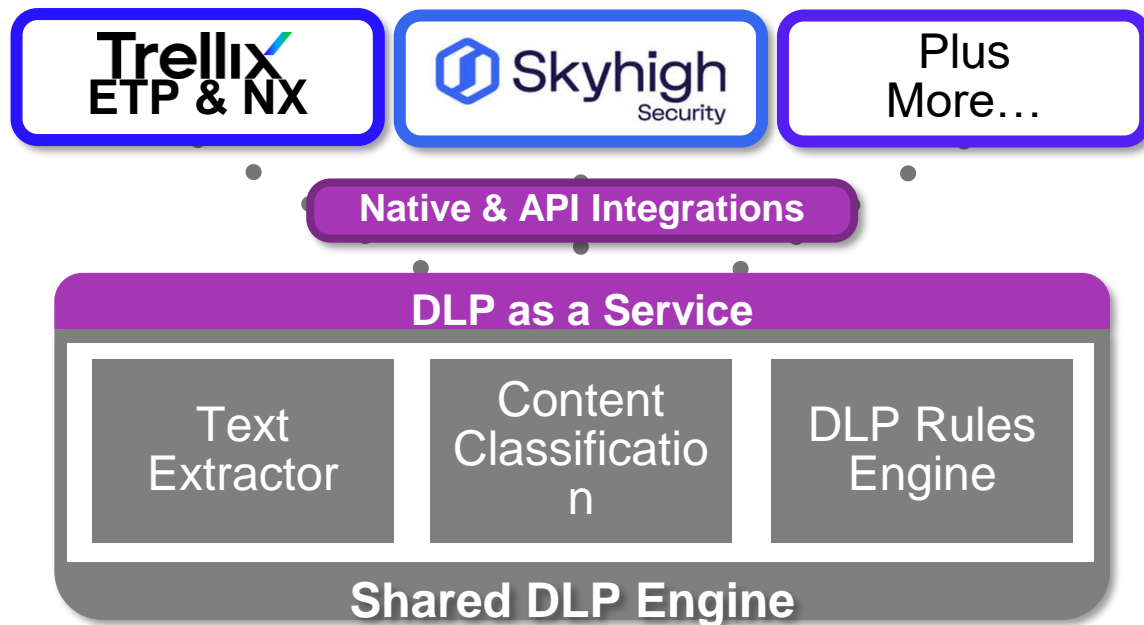 Trellix
ETP & NX
Skyhigh
Security
Plus
More…
Native & API Integrations
DLP as a Service
Text
Extractor
Content
Classificatio
n
DLP Rules
Engine
Shared DLP Engine